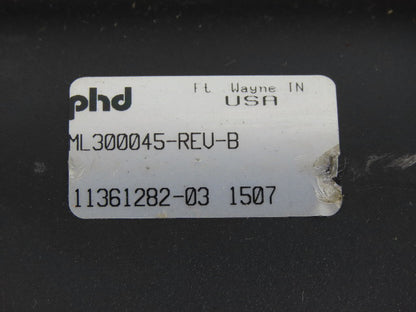 phd Ft Wayne IN
USA
ML300045-REV-B
11361282-03 1507